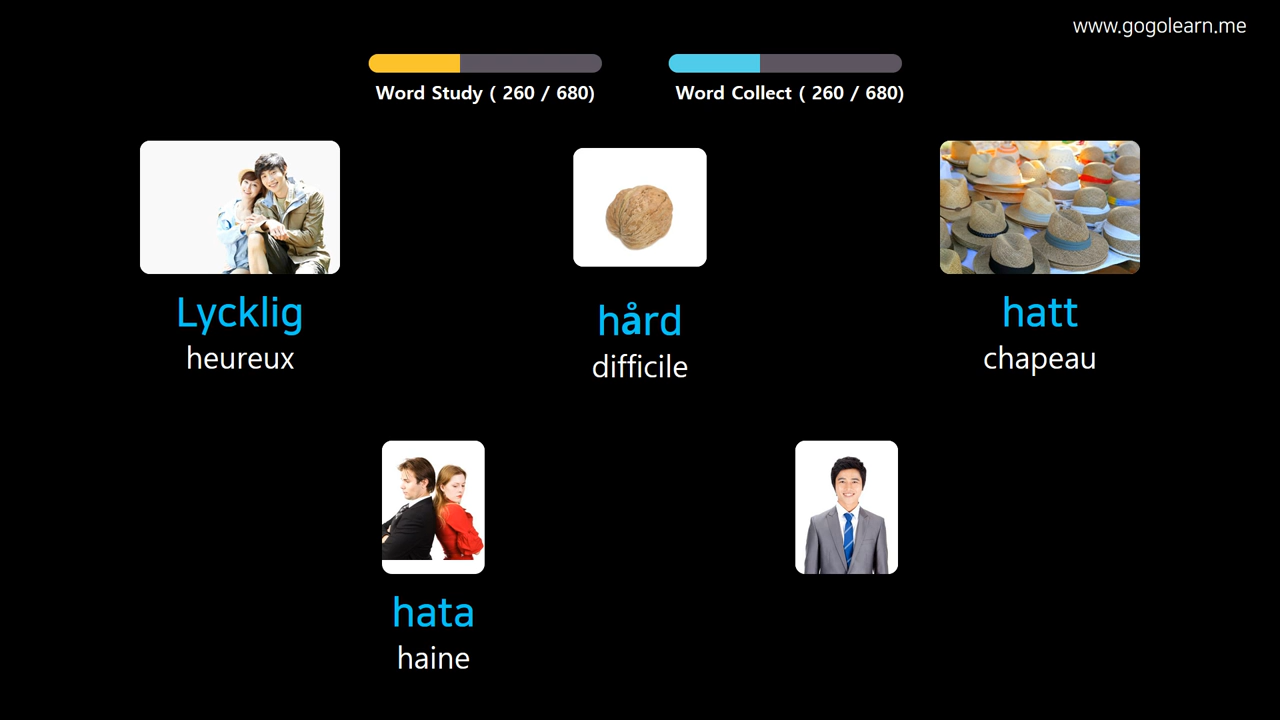 www.gogolearn.me
Word Study ( 260 / 680)
Word Collect ( 260 / 680)
Lycklig
heureux
hård
difficile
hatt
chapeau
hata
haine